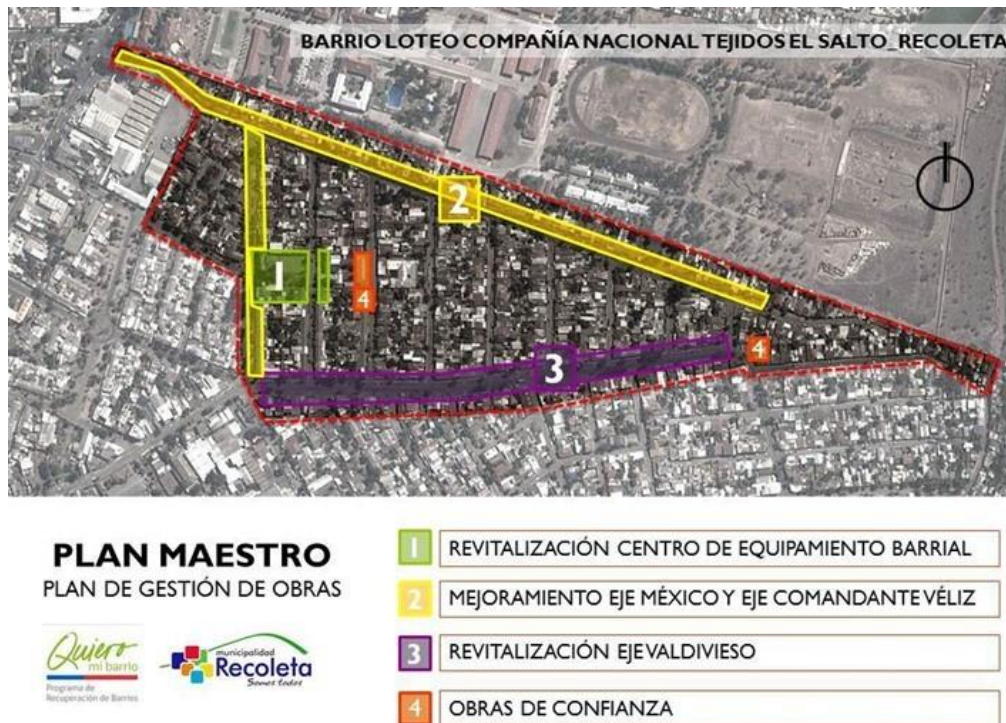 BARRIO LOTEO COMPAÑÍA NACIONAL TEJIDOS EL SALTO_RECOLETA
2
1
4
3
4
PLAN MAESTRO
PLAN DE GESTIÓN DE OBRAS
Quiero
mi barrio
Programa de
Recuperación de Barrios
municipalidad
Recoleta
Somos todos
1 REVITALIZACIÓN CENTRO DE EQUIPAMIENTO BARRIAL
2 MEJORAMIENTO EJE MÉXICO Y EJE COMANDANTE VÉLIZ
3 REVITALIZACIÓN EJE VALDIVIESO
4 OBRAS DE CONFIANZA